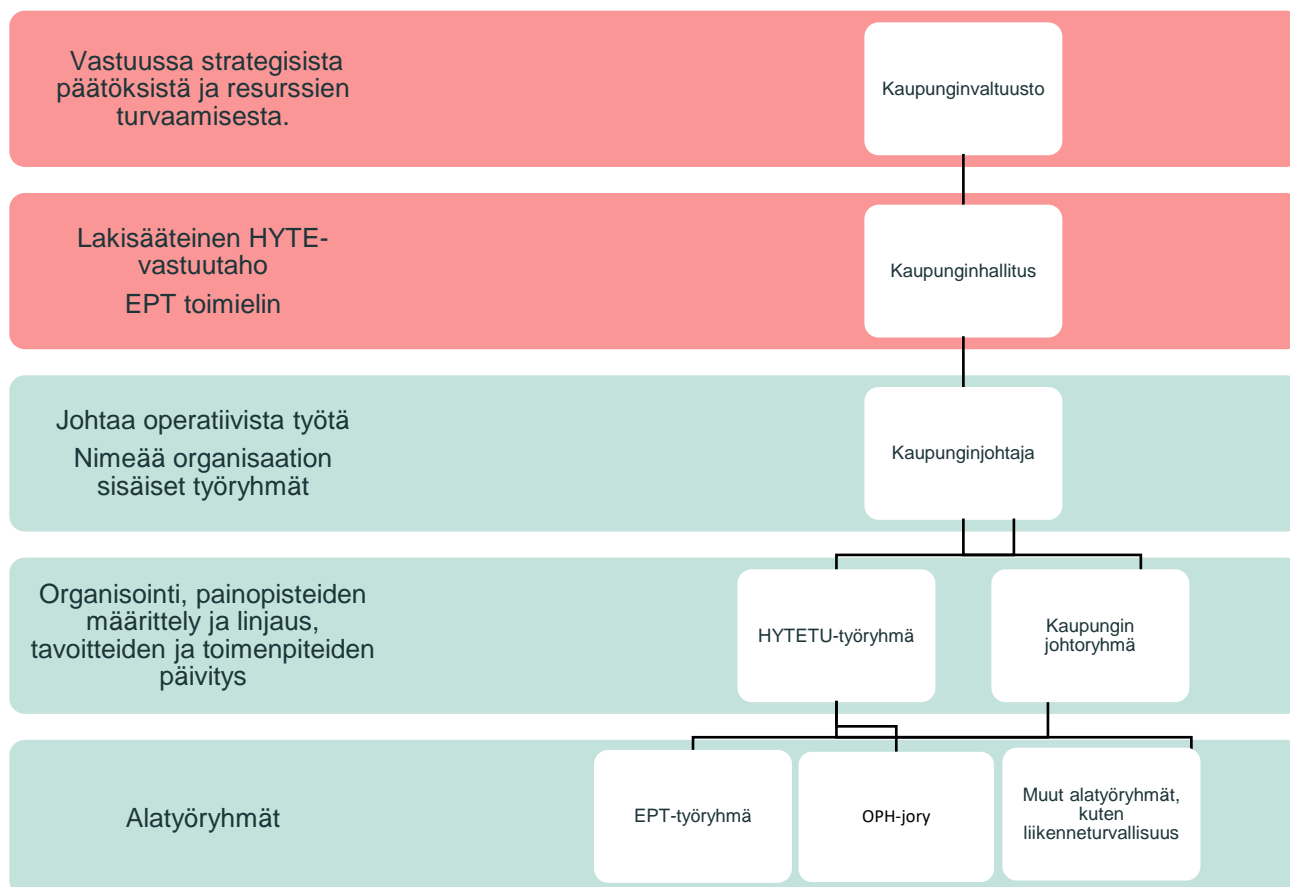 Vastuussa strategisista
päätöksistä ja resurssien
turvaamisesta.
Kaupunginvaltuusto
Lakisääteinen HYTE-
vastuutaho
EPT toimielin
Kaupunginhallitus
Johtaa operatiivista työtä
Nimeää organisaation
sisäiset työryhmät
Kaupunginjohtaja
Organisointi, painopisteiden
määrittely ja linjaus,
tavoitteiden ja toimenpiteiden
päivitys
HYTETU-työryhmä
Kaupungin
johtoryhmä
Alatyöryhmät
EPT-työryhmä
OPH-jory
Muut alatyöryhmät,
kuten
liikenneturvallisuus